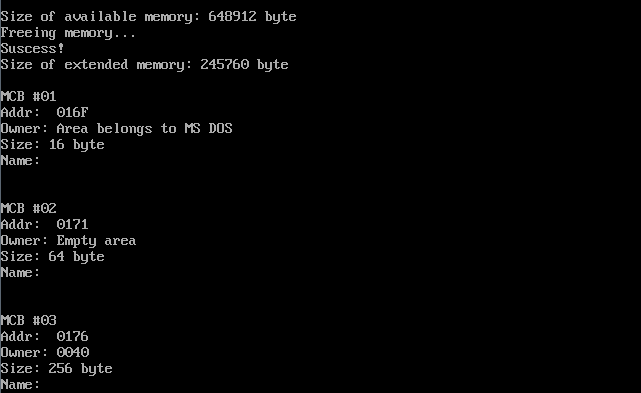 Size of available memory: 648912 byte
Freeing memory...
Suscess!
Size of extended memory: 245760 byte
MCB #01
Addr:  016F
Owner: Area belongs to MS DOS
Size: 16 byte
Name:
MCB #02
Addr:  0171
Owner: Empty area
Size: 64 byte
Name:
MCB #03
Addr:  0176
Owner: 0040
Size: 256 byte
Name: